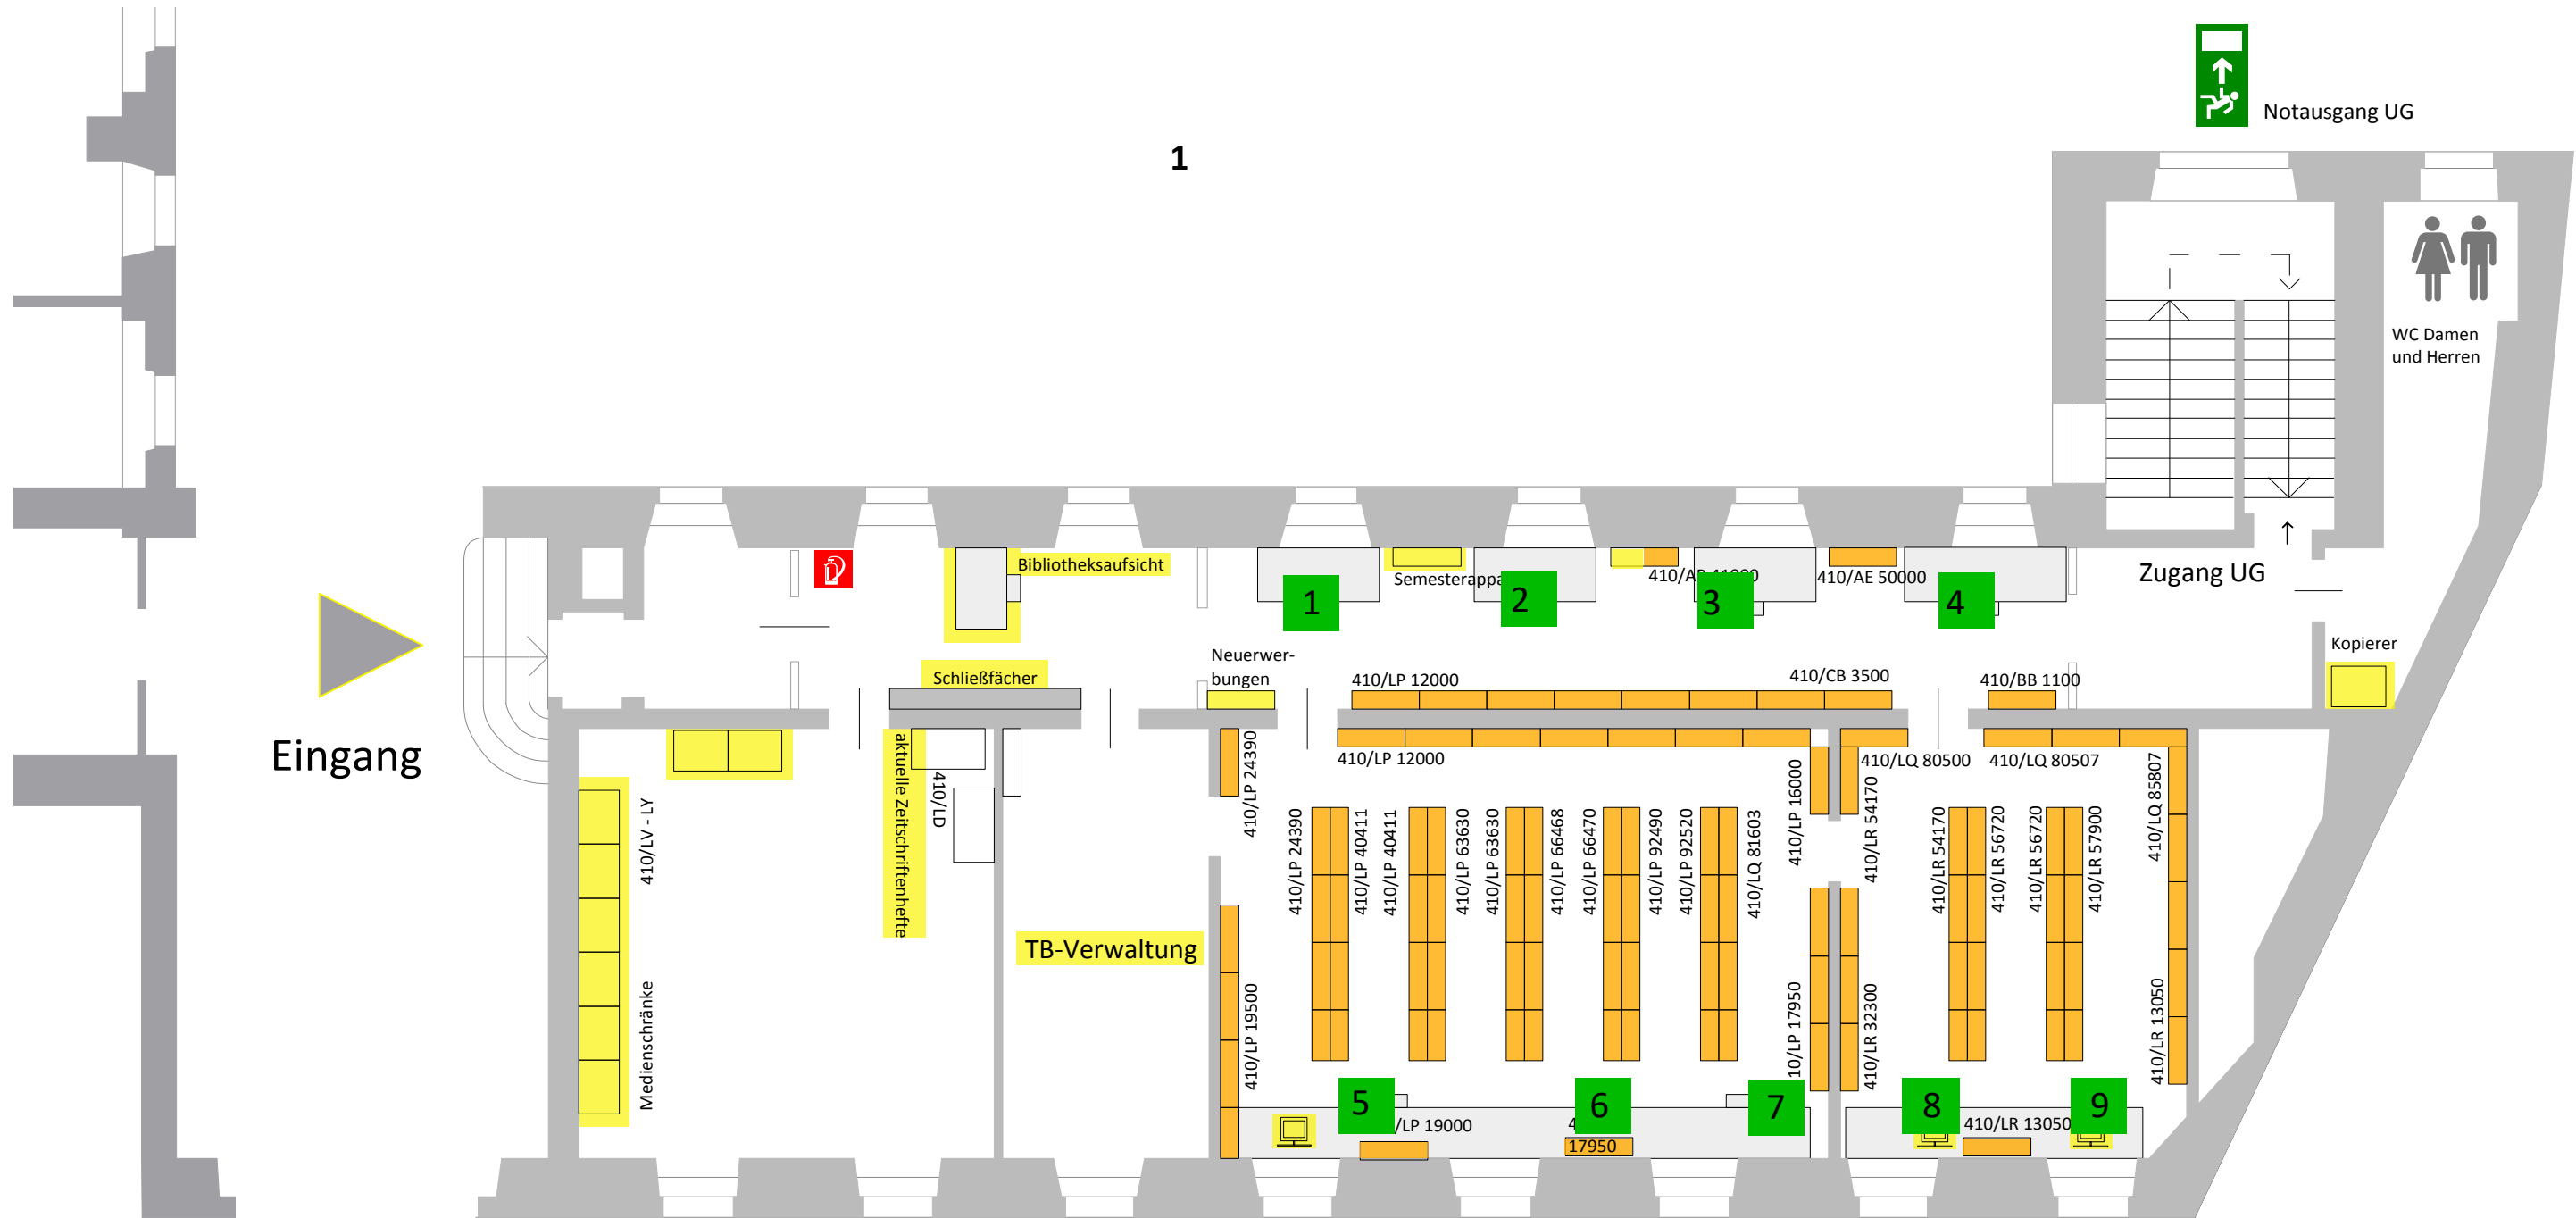 Notausgang UG
1
WC Damen
und Herren
Bibliotheksaufsicht
Semesterappa
410/AE 50000
1
2
3
4
Zugang UG
Kopierer
Neuerwer-
bungen
Schließfächer
410/LP 12000
410/CB 3500
410/BB 1100
Eingang
aktuelle Zeitschriftenhefte
410/LD
410/LV - LY
Medienschränke
TB-Verwaltung
410/LP 24390
410/LP 19500
410/LP 12000
410/LP 16000
410/LQ 80500
410/LR 54170
410/LQ 80507
410/LQ 85807
410/LP 24390
410/LP 40411
410/LP 40411
410/LP 63630
410/LP 63630
410/LP 66468
410/LP 66470
410/LP 92490
410/LP 92520
410/LQ 81603
410/LR 54170
410/LR 56720
410/LR 56720
410/LR 57900
10/LP 17950
410/LR 32300
410/LR 13050
5
6
7
8
9
/LP 19000
17950
410/LR 13050